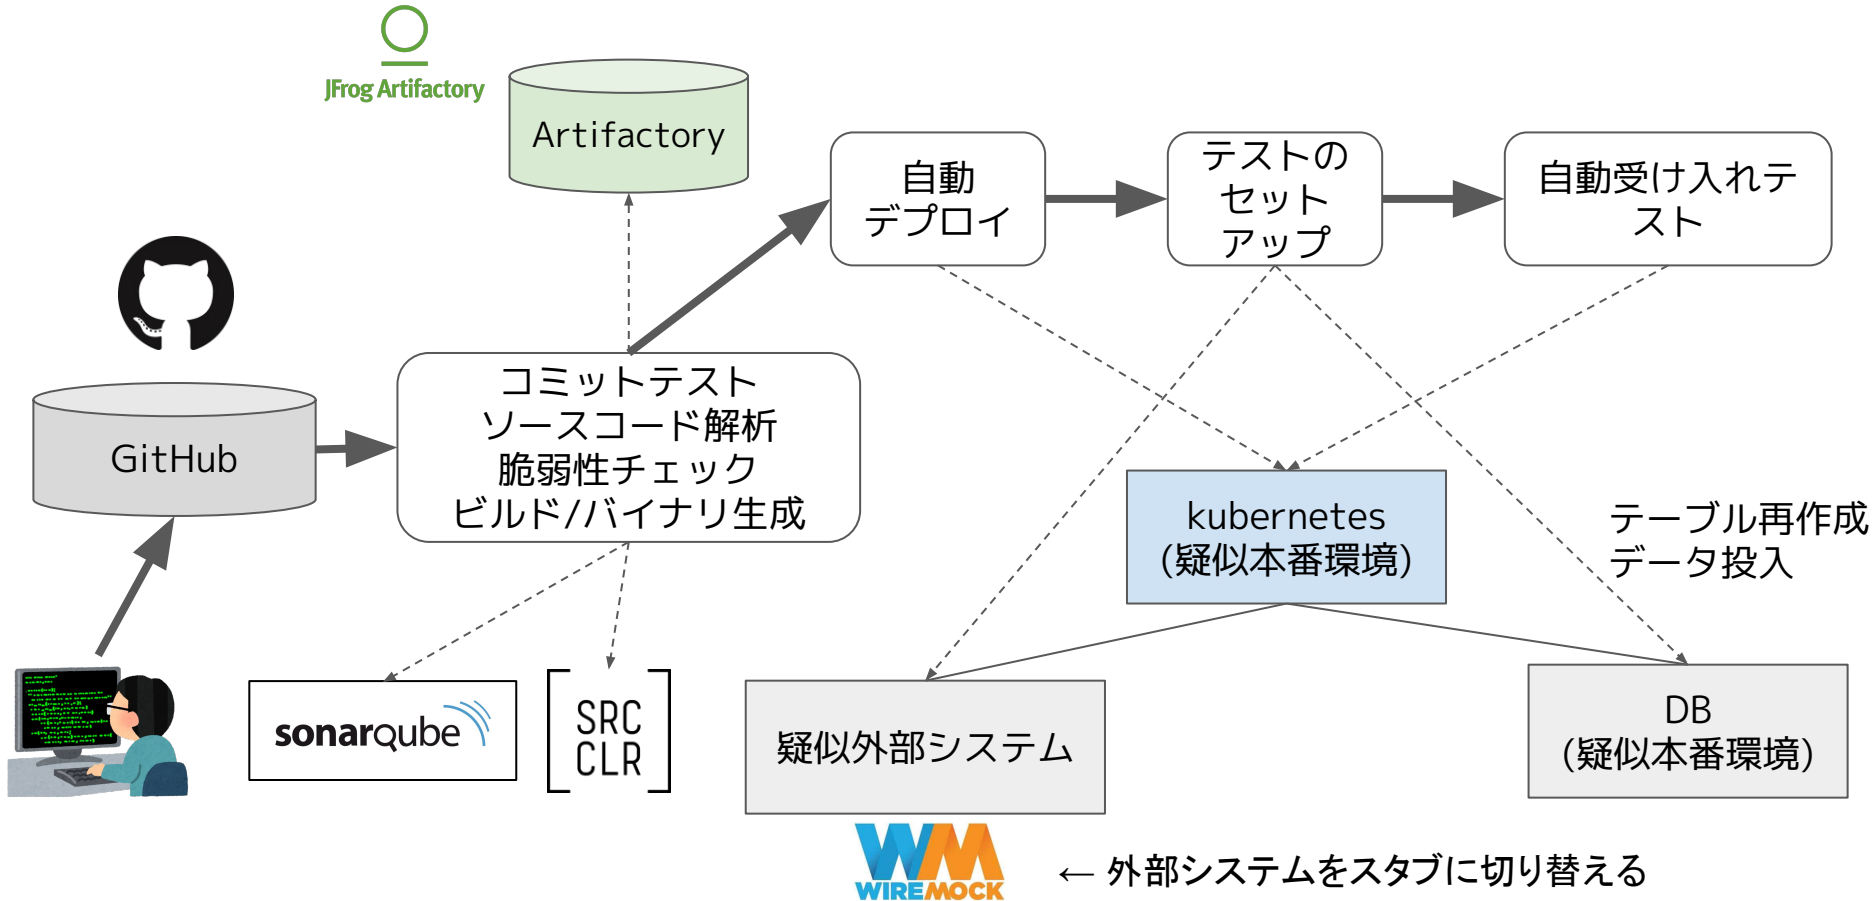 JFrog Artifactory
Artifactory
自動
デプロイ
テストの
セット
アップ
自動受け入れテ
スト
GitHub
コミットテスト
ソースコード解析
脆弱性チェック
ビルド/バイナリ生成
kubernetes
(疑似本番環境)
テーブル再作成
データ投入
sonarqube
SRC
CLR
疑似外部システム
DB
(疑似本番環境)
WIREMOCK
← 外部システムをスタブに切り替える